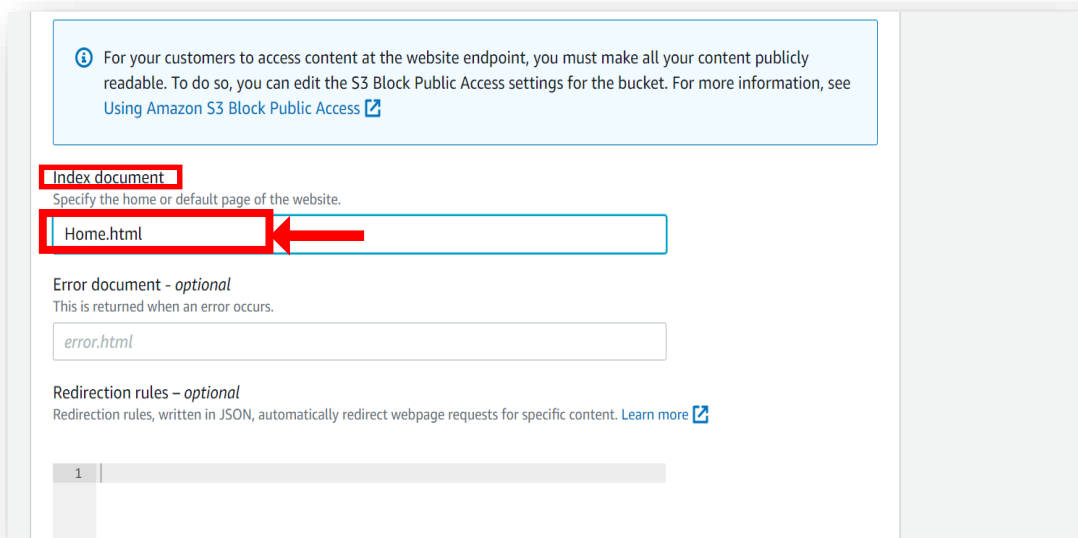 For your customers to access content at the website endpoint, you must make all your content publicly
readable. To do so, you can edit the S3 Block Public Access settings for the bucket. For more information, see
Using Amazon S3 Block Public Access
Index document
Specify the home or default page of the website.
Home.html
Error document - optional
This is returned when an error occurs.
error.html
Redirection rules – optional
Redirection rules, written in JSON, automatically redirect webpage requests for specific content. Learn more
1